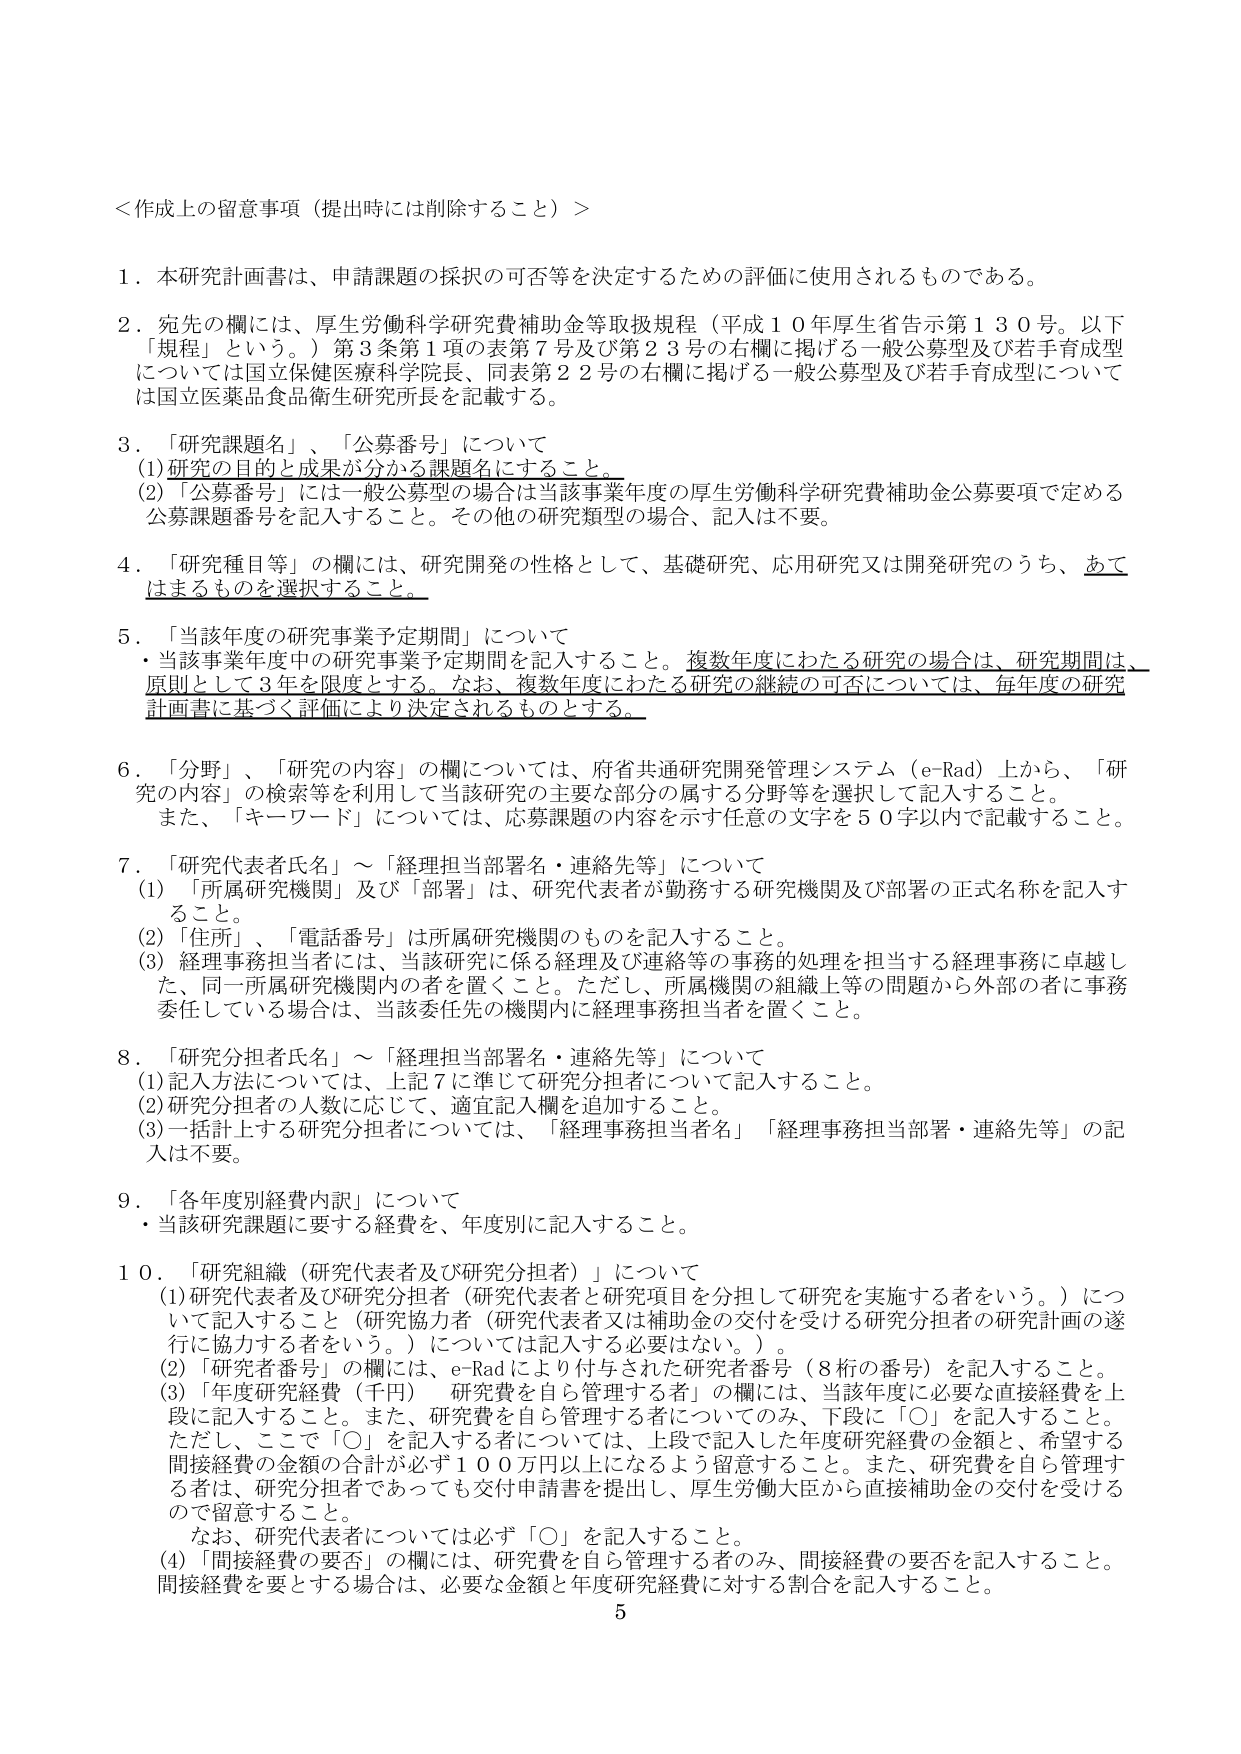 ＜作成上の留意事項（提出時には削除すること）＞
１．本研究計画書は、申請課題の採択の可否等を決定するための評価に使用されるものである。
２．宛先の欄には、厚生労働科学研究費補助金等取扱規程（平成１０年厚生省告示第１３０号。以下
「規程」という。）第３条第１項の表第７号及び第２３号の右欄に掲げる一般公募型及び若手育成型
については国立保健医療科学院長、同表第２２号の右欄に掲げる一般公募型及び若手育成型について
は国立医薬品食品衛生研究所長を記載する。
３．「研究課題名」、「公募番号」について
(1)研究の目的と成果が分かる課題名にすること。
(2)「公募番号」には一般公募型の場合は当該事業年度の厚生労働科学研究費補助金公募要項で定める
公募課題番号を記入すること。その他の研究類型の場合、記入は不要。
４．「研究種目等」の欄には、研究開発の性格として、基礎研究、応用研究又は開発研究のうち、あて
はまるものを選択すること。
５．「当該年度の研究事業予定期間」について
・当該事業年度中の研究事業予定期間を記入すること。複数年度にわたる研究の場合は、研究期間は、
原則として３年を限度とする。なお、複数年度にわたる研究の継続の可否については、毎年度の研究
計画書に基づく評価により決定されるものとする。
６．「分野」、「研究の内容」の欄については、府省共通研究開発管理システム（e-Rad）上から、「研
究の内容」の検索等を利用して当該研究の主要な部分の属する分野等を選択して記入すること。
また、「キーワード」については、応募課題の内容を示す任意の文字を５０字以内で記載すること。
７．「研究代表者氏名」～「経理担当部署名・連絡先等」について
(1) 「所属研究機関」及び「部署」は、研究代表者が勤務する研究機関及び部署の正式名称を記入す
ること。
(2)「住所」、「電話番号」は所属研究機関のものを記入すること。
(3) 経理事務担当者には、当該研究に係る経理及び連絡等の事務的処理を担当する経理事務に卓越し
た、同一所属研究機関内の者を置くこと。ただし、所属機関の組織上等の問題から外部の者に事務
委任している場合は、当該委任先の機関内に経理事務担当者を置くこと。
８．「研究分担者氏名」～「経理担当部署名・連絡先等」について
(1)記入方法については、上記７に準じて研究分担者について記入すること。
(2)研究分担者の人数に応じて、適宜記入欄を追加すること。
(3)一括計上する研究分担者については、「経理事務担当者名」「経理事務担当部署・連絡先等」の記
入は不要。
９．「各年度別経費内訳」について
・当該研究課題に要する経費を、年度別に記入すること。
１０．「研究組織（研究代表者及び研究分担者）」について
(1)研究代表者及び研究分担者（研究代表者と研究項目を分担して研究を実施する者をいう。）につ
いて記入すること（研究協力者（研究代表者又は補助金の交付を受ける研究分担者の研究計画の遂
行に協力する者をいう。）については記入する必要はない。）。
(2)「研究者番号」の欄には、e-Radにより付与された研究者番号（８桁の番号）を記入すること。
(3)「年度研究経費（千円）　研究費を自ら管理する者」の欄には、当該年度に必要な直接経費を上
段に記入すること。また、研究費を自ら管理する者についてのみ、下段に「○」を記入すること。
ただし、ここで「○」を記入する者については、上段で記入した年度研究経費の金額と、希望する
間接経費の金額の合計が必ず１００万円以上になるよう留意すること。また、研究費を自ら管理す
る者は、研究分担者であっても交付申請書を提出し、厚生労働大臣から直接補助金の交付を受ける
ので留意すること。
なお、研究代表者については必ず「○」を記入すること。
(4)「間接経費の要否」の欄には、研究費を自ら管理する者のみ、間接経費の要否を記入すること。
間接経費を要とする場合は、必要な金額と年度研究経費に対する割合を記入すること。
5